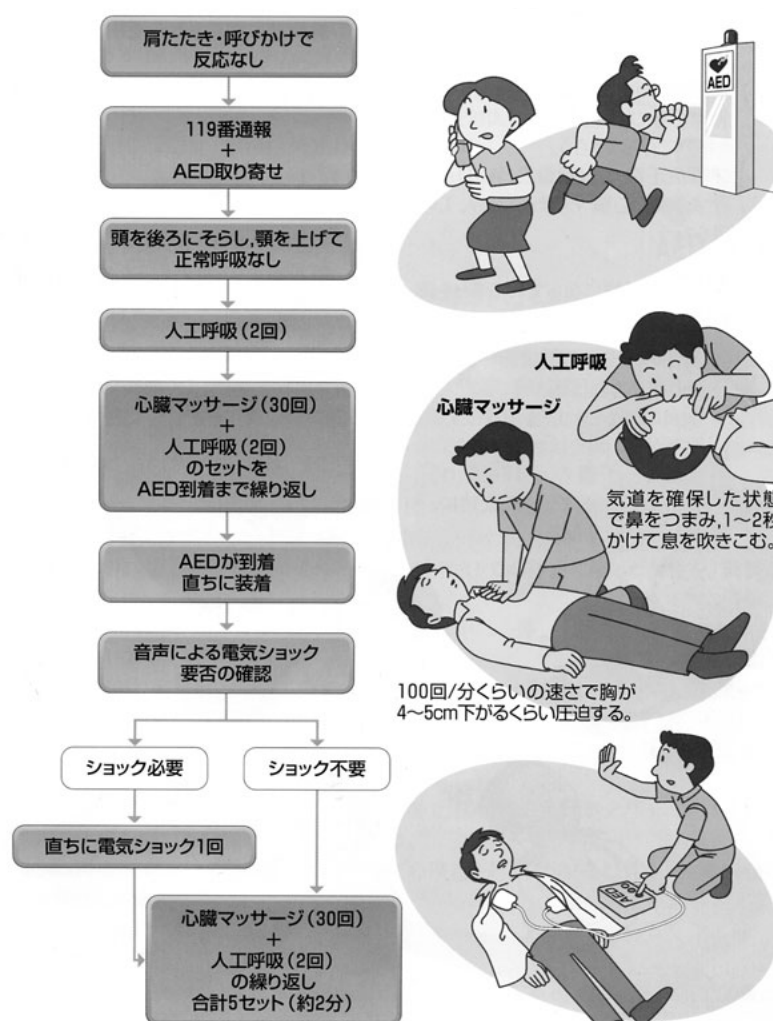 肩たたき・呼びかけで
反応なし
119番通報
+
AED取り寄せ
頭を後ろにそらし,顎を上げて
正常呼吸なし
人工呼吸(2回)
心臓マッサージ(30回)
+
人工呼吸(2回)
のセットを
AED到着まで繰り返し
AEDが到着
直ちに装着
音声による電気ショック
要否の確認
ショック必要
ショック不要
直ちに電気ショック1回
心臓マッサージ(30回)
+
人工呼吸(2回)
の繰り返し
合計5セット(約2分)
AED
人工呼吸
気道を確保した状態
で鼻をつまみ,1〜2秒
かけて息を吹きこむ。
心臓マッサージ
100回/分くらいの速さで胸が
4〜5cm下がるくらい圧迫する。
AED